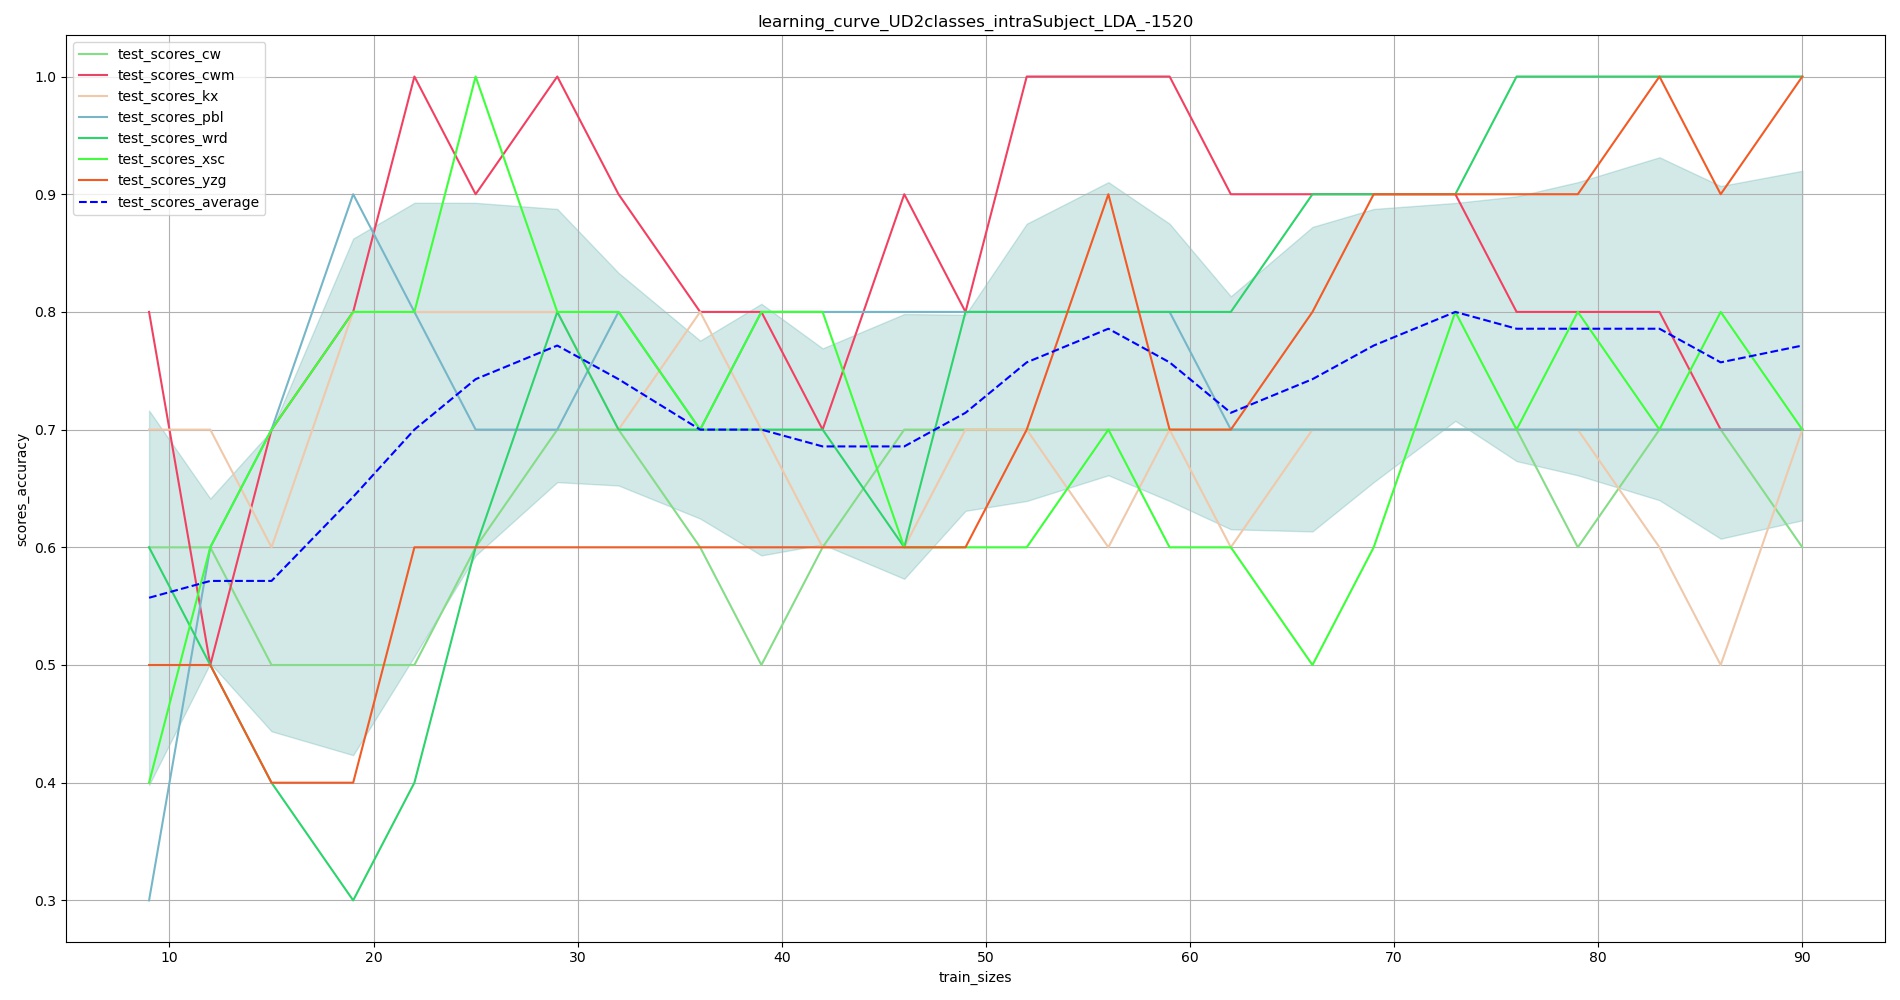 learning_curve_UD2classes_intraSubject_LDA_-1520
test_scores_cw
test_scores_cwm
test_scores_kx
test_scores_pbl
test_scores_wrd
test_scores_xsc
test_scores_yzg
test_scores_average
scores_accuracy
1.0
0.9
0.8
0.7
0.6
0.5
0.4
0.3
10 20 30 40 50 60 70 80 90
train_sizes